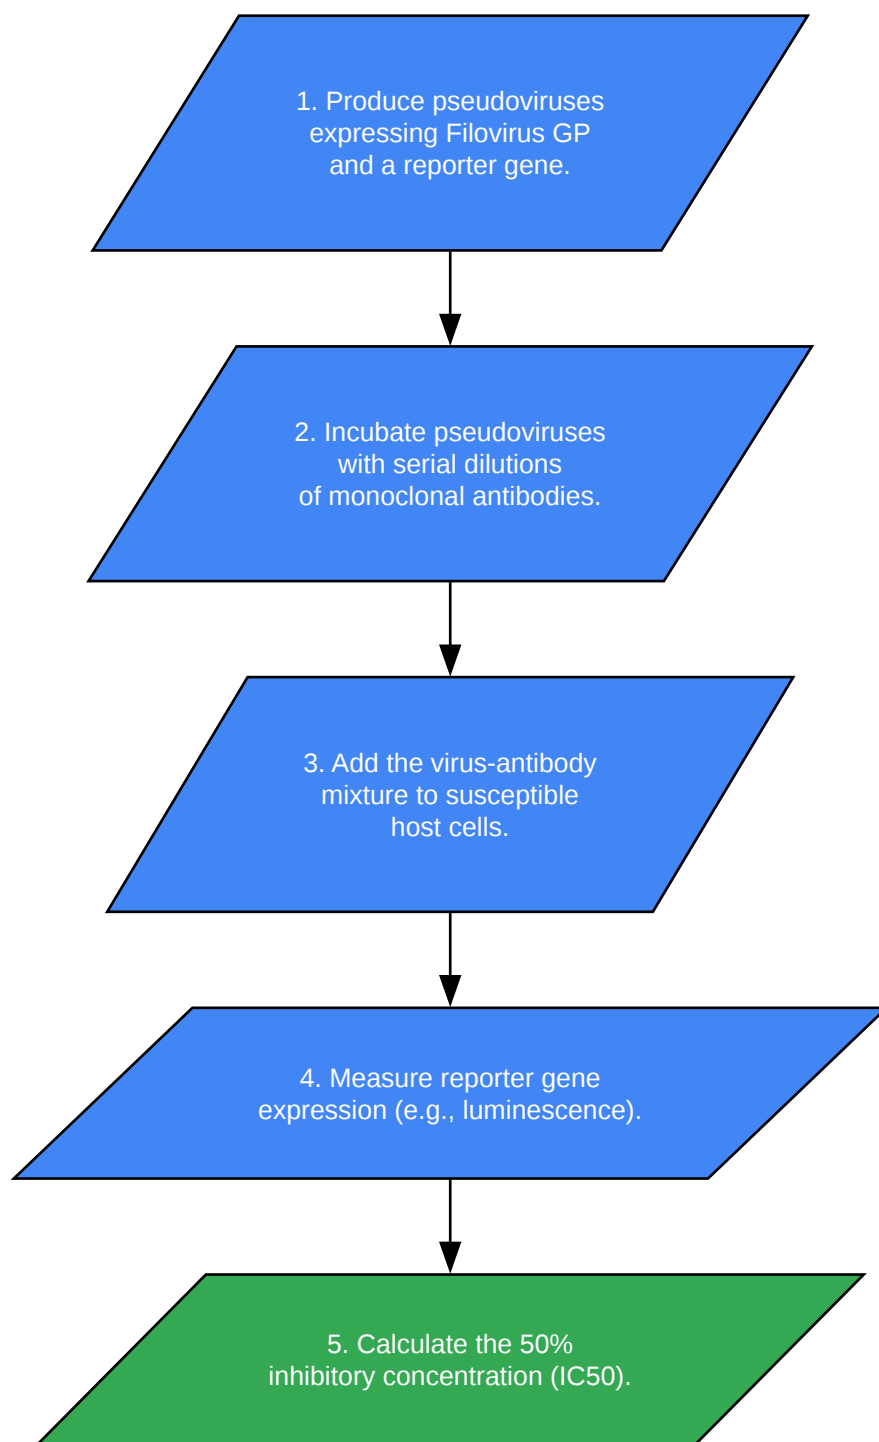 1. Produce pseudoviruses
expressing Filovirus GP
and a reporter gene.
2. Incubate pseudoviruses
with serial dilutions
of monoclonal antibodies.
3. Add the virus-antibody
mixture to susceptible
host cells.
4. Measure reporter gene
expression (e.g., luminescence).
5. Calculate the 50%
inhibitory concentration (IC50).